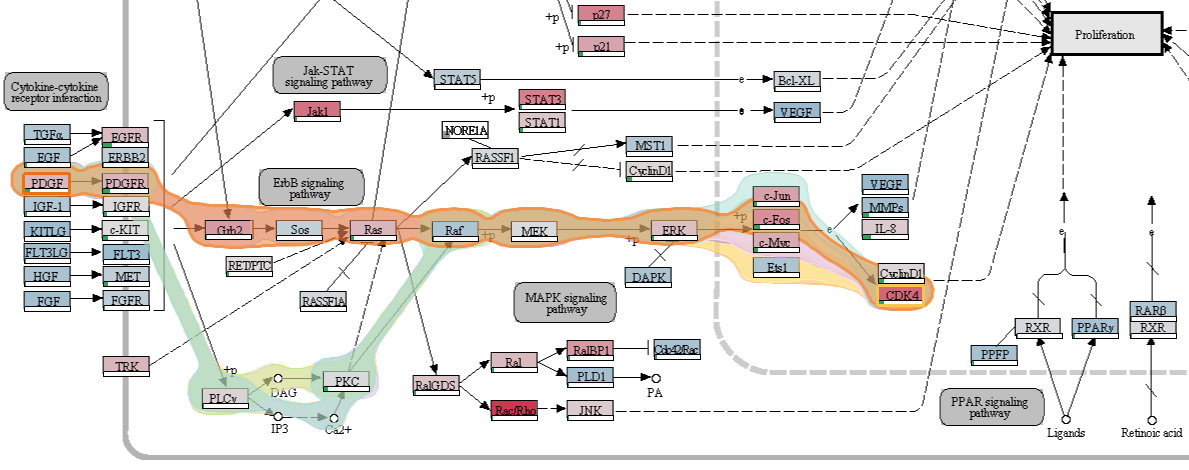 p27
+p
p21
+p
Proliferation
Jak-STAT
signaling pathway
STAT5
e
Bcl-XL
Cytokine-cytokine
receptor interaction
Jak1
+p
STAT3
STAT1
e
VEGF
TGFα
EGFR
NORE1A
EGF
ERBB2
RASSF1
MST1
CyclinD1
PDGF
PDGFR
ErbB signaling
pathway
c-Jun
VEGF
IGF-1
IGFR
c-Fos
+p
MMPs
KITLG
c-KIT
Grb2
Sos
Ras
Raf
+p
MEK
+p
ERK
e
IL-8
c-Myc
FLT3LG
FLT3
RET/PTC
Ets1
CyclinD1
HGF
MET
DAPK
CDK4
FGF
FGFR
RASSF1A
MAPK signaling
pathway
e
e
RXR
PPARγ
RARβ
RXR
PPFP
TRK
+p
PLCγ
DAG
PKC
IP3
Ca2+
RalGDS
Ral
RalBP1
Cdc42/Rac
PLD1
PA
Rac/Rho
JNK
PPAR signaling
pathway
Ligands
Retinoic acid